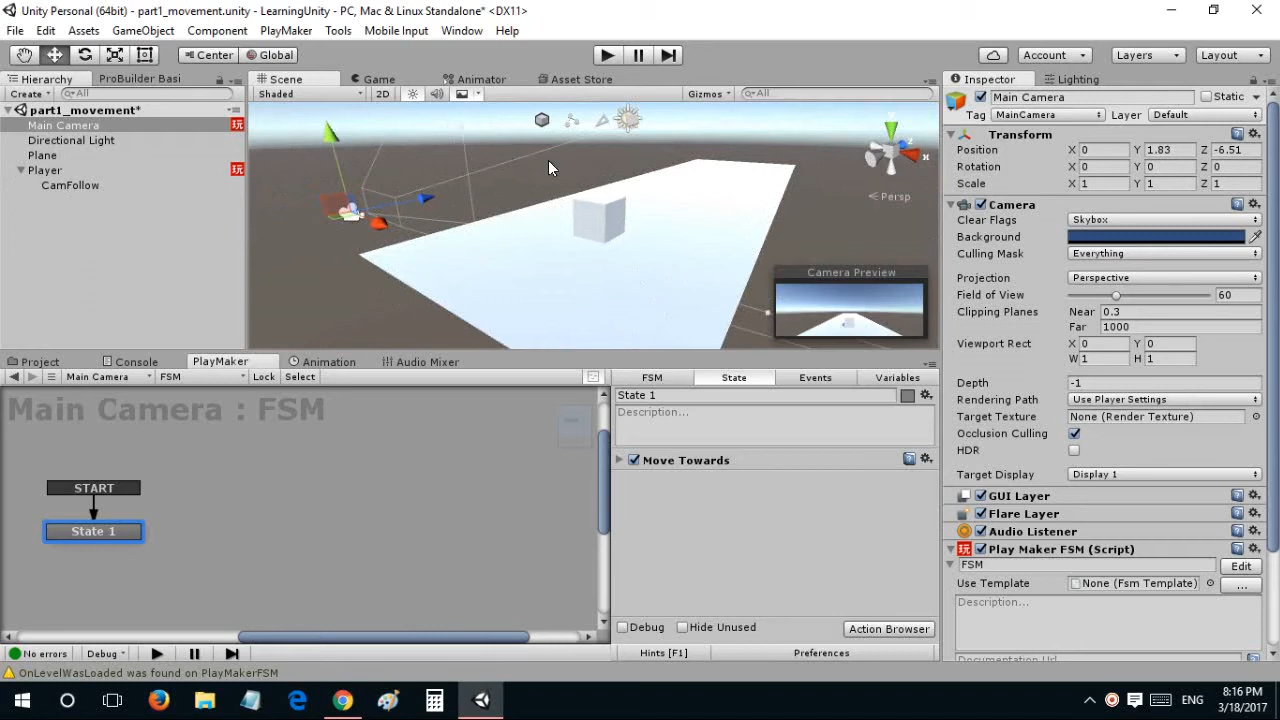 Unity Personal (64bit) - part1_movement.unity - LearningUnity - PC, Mac & Linux Standalone* <DX11>
File Edit Assets GameObject Component PlayMaker Tools Mobile Input Window Help
Center Global Account Layers Layout
Hierarchy ProBuilder Basi
Create All
part1_movement*
Main Camera 玩
Directional Light
Plane
Player 玩
CamFollow
Scene Game Animator Asset Store
Shaded 2D Gizmos All
y
x
z
Persp
Camera Preview
Inspector Lighting
Main Camera Static
Tag MainCamera Layer Default
Transform
Position X 0 Y 1.83 Z -6.51
Rotation X 0 Y 0 Z 0
Scale X 1 Y 1 Z 1
Camera
Clear Flags Skybox
Background
Culling Mask Everything
Projection Perspective
Field of View 60
Clipping Planes Near 0.3
Far 1000
Viewport Rect X 0 Y 0
W 1 H 1
Depth -1
Rendering Path Use Player Settings
Target Texture None (Render Texture)
Occlusion Culling
HDR
Target Display Display 1
GUI Layer
Flare Layer
Audio Listener
玩 Play Maker FSM (Script)
FSM Edit
Use Template None (Fsm Template) ...
Description...
Project Console PlayMaker Animation Audio Mixer
Main Camera FSM Lock Select
Main Camera : FSM
START
State 1
FSM State Events Variables
State 1
Description...
Move Towards
Debug Hide Unused Action Browser
No errors Debug Hints [F1] Preferences
OnLevelWasLoaded was found on PlayMakerFSM
ENG
8:16 PM
3/18/2017